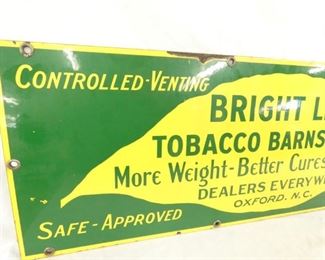 CONTROLLED-VENTING
BRIGHT L
TOBACCO BARNS
More Weight-Better Cures
DEALERS EVERYW
OXFORD, N.C.
SAFE-APPROVED